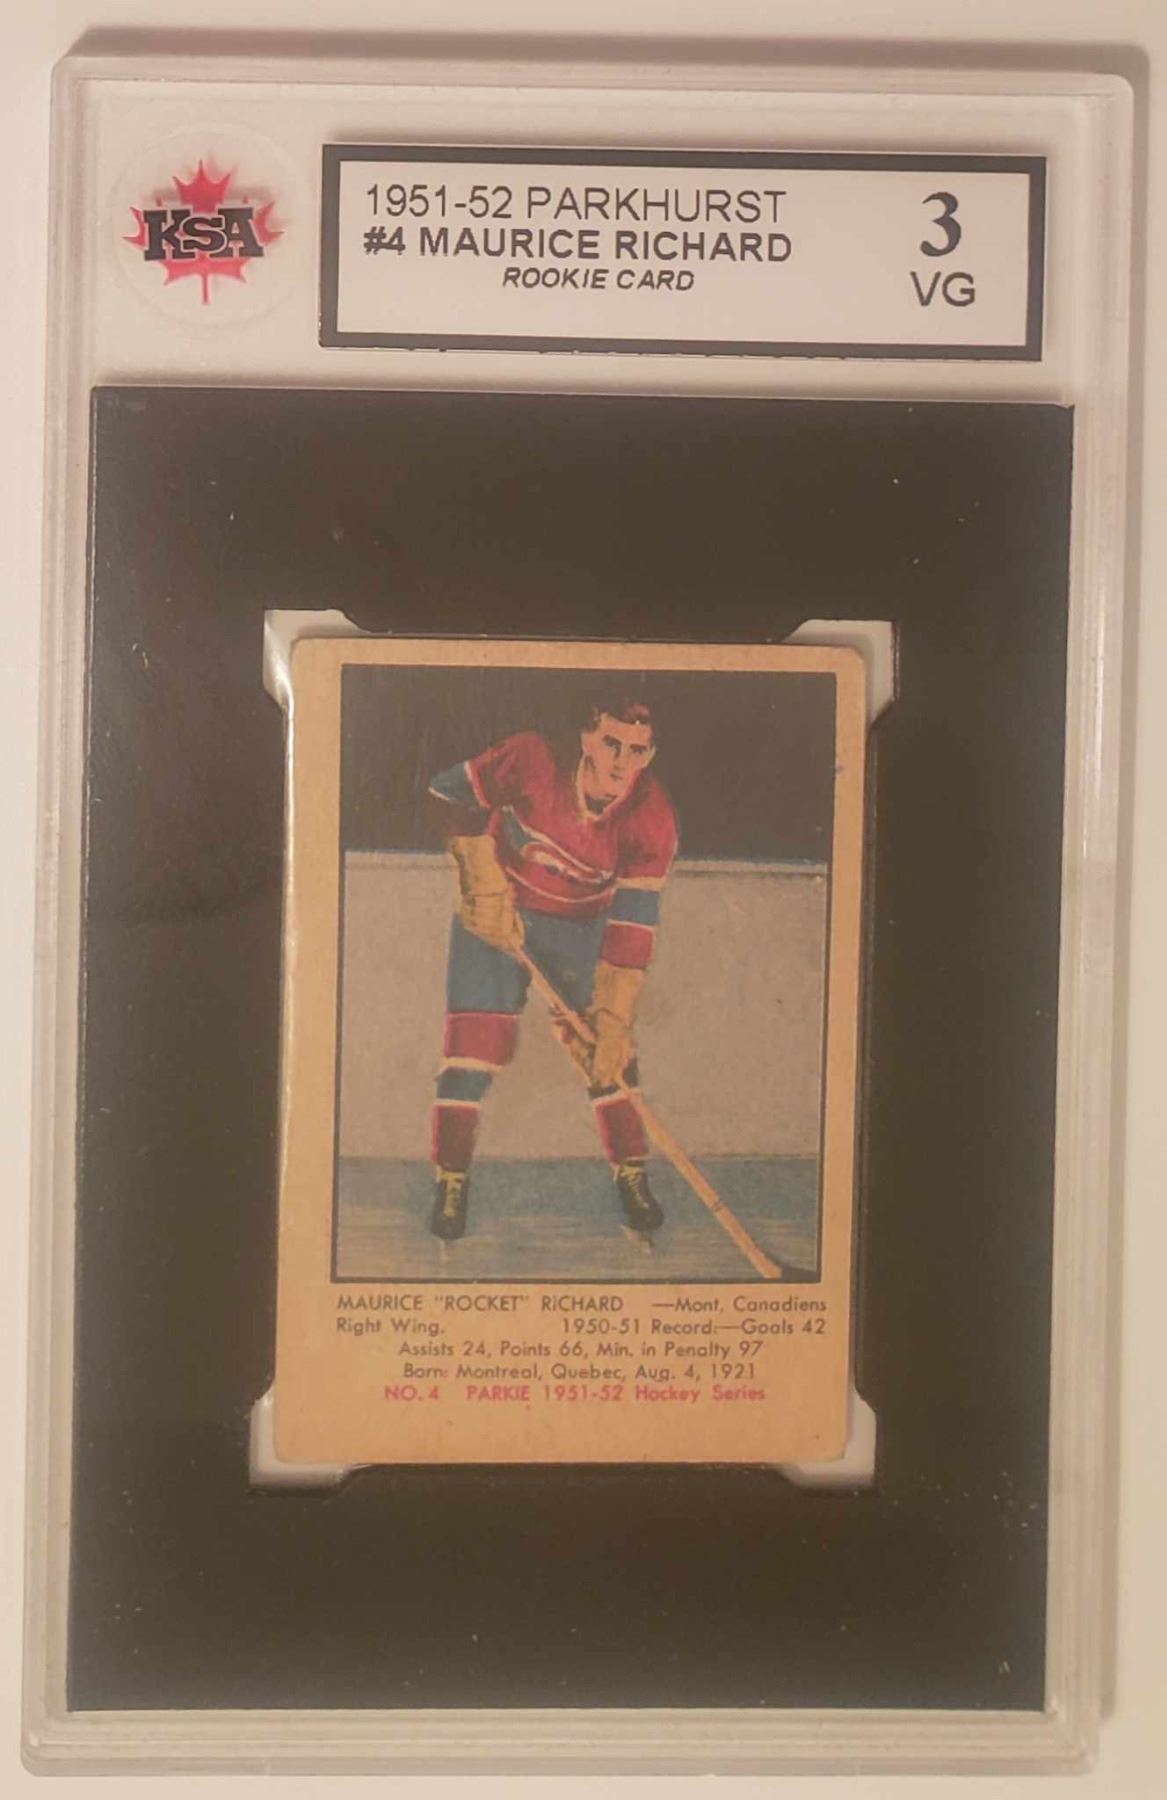 KSA
1951-52 PARKHURST
#4 MAURICE RICHARD
ROOKIE CARD
3
VG
MAURICE "ROCKET" RICHARD —Mont. Canadiens
Right Wing. 1950-51 Record:—Goals 42
Assists 24, Points 66, Min. in Penalty 97
Born: Montreal, Quebec, Aug. 4, 1921
NO. 4 PARKIE 1951-52 Hockey Series